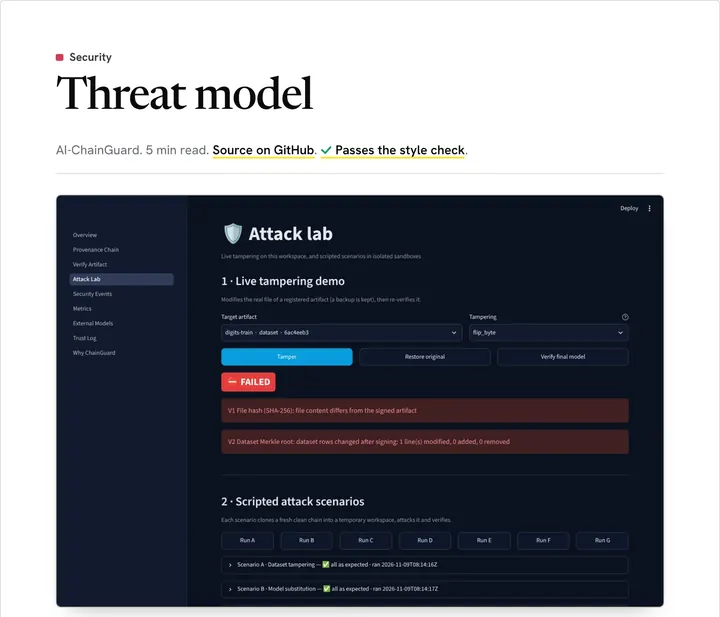 Security
Threat model
AI-ChainGuard. 5 min read. Source on GitHub. ✓ Passes the style check.
Deploy
Overview
Provenance Chain
Verify Artifact
Attack Lab
Security Events
Metrics
External Models
Trust Log
Why ChainGuard
Attack lab
Live tampering on this workspace, and scripted scenarios in isolated sandboxes
1 · Live tampering demo
Modifies the real file of a registered artifact (a backup is kept), then re-verifies it.
Target artifact
Tampering
digits-train · dataset · 6ac4eeb3
flip_byte
Tamper
Restore original
Verify final model
FAILED
V1 File hash (SHA-256): file content differs from the signed artifact
V2 Dataset Merkle root: dataset rows changed after signing: 1 line(s) modified, 0 added, 0 removed
2 · Scripted attack scenarios
Each scenario clones a fresh clean chain into a temporary workspace, attacks it and verifies.
Run A
Run B
Run C
Run D
Run E
Run F
Run G
Scenario A · Dataset tampering — ✅ all as expected · ran 2026-11-09T08:14:16Z
Scenario B · Model substitution — ✅ all as expected · ran 2026-11-09T08:14:17Z